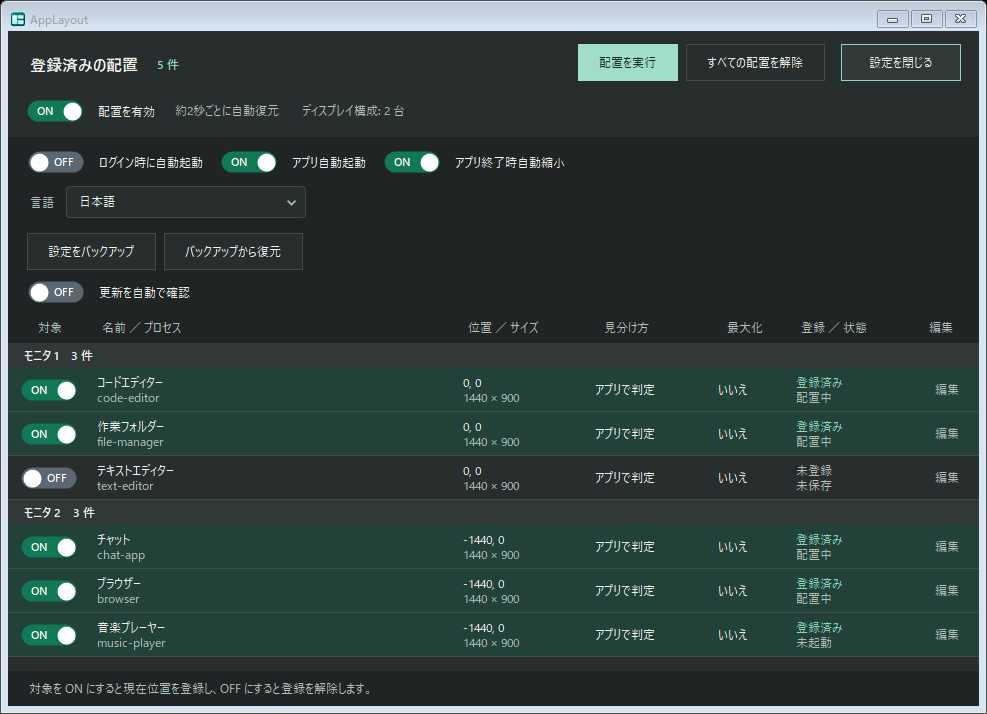 AppLayout
登録済みの配置 5 件 配置を実行 すべての配置を解除 設定を閉じる
ON 配置を有効 約2秒ごとに自動復元 ディスプレイ構成: 2 台
OFF ログイン時に自動起動 ON アプリ自動起動 ON アプリ終了時自動縮小
言語 日本語
設定をバックアップ バックアップから復元
OFF 更新を自動で確認
対象 名前 ／ プロセス 位置 ／ サイズ 見分け方 最大化 登録 ／ 状態 編集
モニタ 1 3 件
ON コードエディター 0, 0 アプリで判定 いいえ 登録済み 編集
code-editor 1440 × 900 配置中
ON 作業フォルダー 0, 0 アプリで判定 いいえ 登録済み 編集
file-manager 1440 × 900 配置中
OFF テキストエディター 0, 0 アプリで判定 いいえ 未登録 編集
text-editor 1440 × 900 未保存
モニタ 2 3 件
ON チャット -1440, 0 アプリで判定 いいえ 登録済み 編集
chat-app 1440 × 900 配置中
ON ブラウザー -1440, 0 アプリで判定 いいえ 登録済み 編集
browser 1440 × 900 配置中
ON 音楽プレーヤー -1440, 0 アプリで判定 いいえ 登録済み 編集
music-player 1440 × 900 未起動
対象を ON にすると現在位置を登録し、OFF にすると登録を解除します。